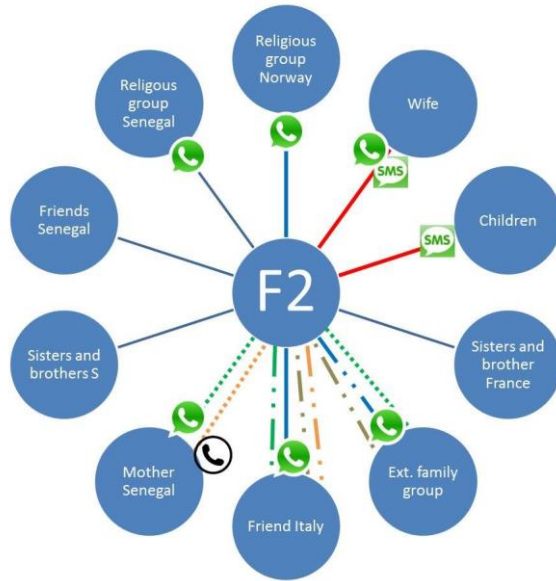 Religious
group
Norway
Religous
group
Senegal
Wife
SMS
Friends
Senegal
Children
SMS
F2
Sisters and
brothers S
Sisters and
brother
France
Mother
Senegal
Ext. family
group
Friend Italy